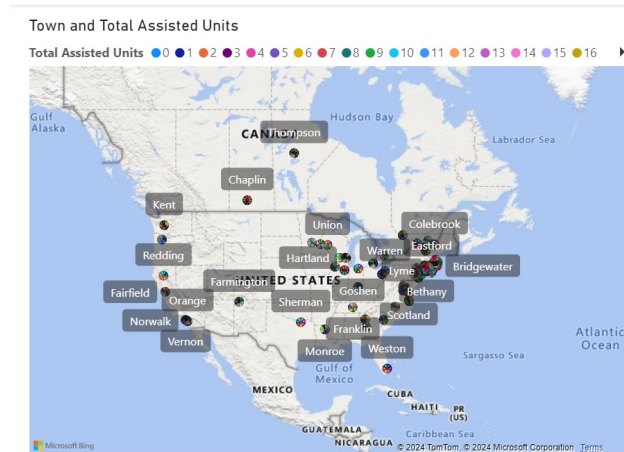 Town and Total Assisted Units
Total Assisted Units 0 1 2 3 4 5 6 7 8 9 10 11 12 13 14 15 16
Gulf
Alaska
Hudson Bay
CAN
Thompson
Labrador Sea
Chaplin
Kent
Union
Colebrook
Redding
Hartland
Warren
Eastford
Farmington
UNITED STATES
Lyme
Bridgewater
Fairfield
Orange
Sherman
Goshen
Bethany
Norwalk
Franklin
Scotland
Vernon
Monroe
Weston
Atlantic
Ocean
Gulf of
Mexico
Sargasso Sea
MEXICO
CUBA
HAITI
PR
(US)
GUATEMALA
Caribbean Sea
NICARAGUA
Microsoft Bing
© 2024 TomTom, © 2024 Microsoft Corporation Terms